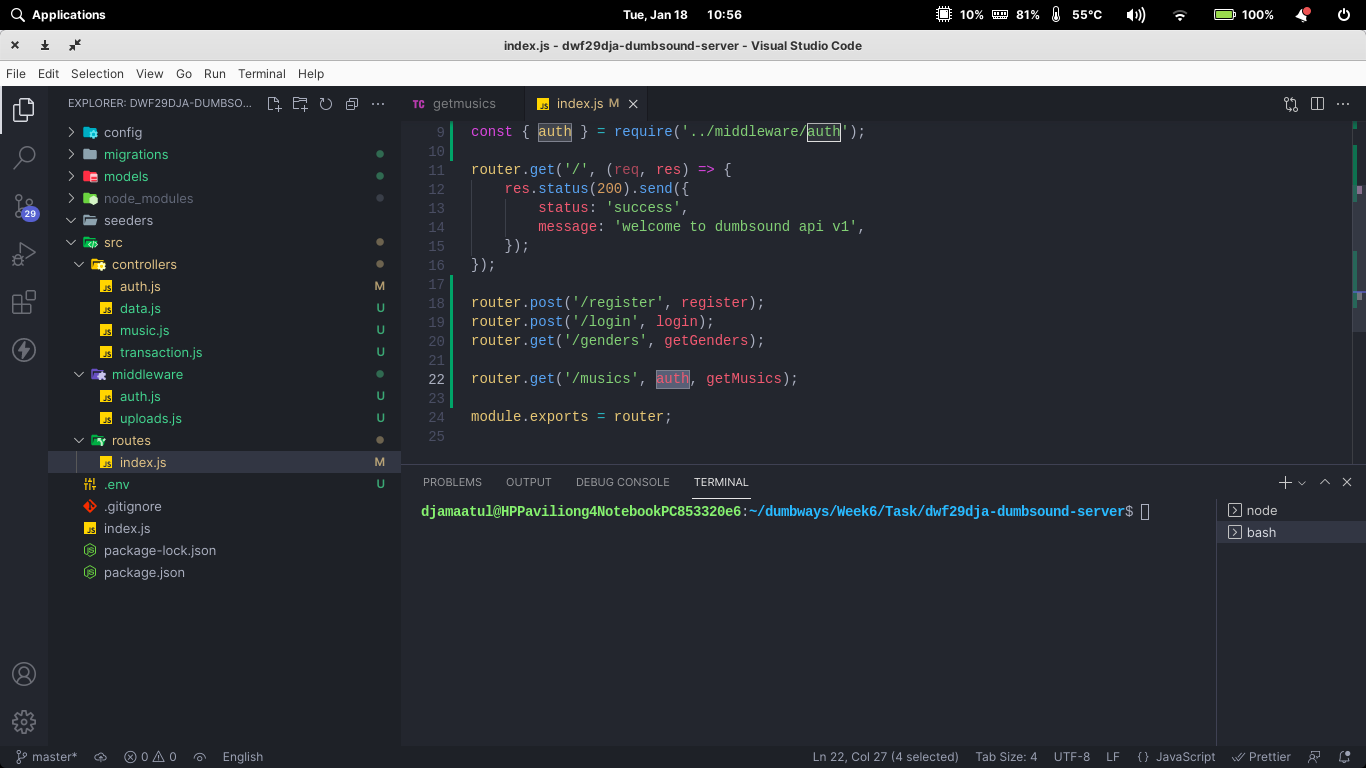 Applications
Tue, Jan 18 10:56
10% 81% 55°C 100%
index.js - dwf29dja-dumbsound-server - Visual Studio Code
File Edit Selection View Go Run Terminal Help
EXPLORER: DWF29DJA-DUMBSO...
config
migrations
models
node_modules
seeders
src
controllers
JS auth.js M
JS data.js U
JS music.js U
JS transaction.js U
middleware
JS auth.js U
JS uploads.js U
routes
JS index.js M
.env U
.gitignore
JS index.js
package-lock.json
package.json
29
TC getmusics
JS index.js M
9 const { auth } = require('../middleware/auth');
10
11 router.get('/', (req, res) => {
12 res.status(200).send({
13 status: 'success',
14 message: 'welcome to dumbsound api v1',
15 });
16 });
17
18 router.post('/register', register);
19 router.post('/login', login);
20 router.get('/genders', getGenders);
21
22 router.get('/musics', auth, getMusics);
23
24 module.exports = router;
25
PROBLEMS OUTPUT DEBUG CONSOLE TERMINAL
djamaatul@HPPaviliong4NotebookPC853320e6:~/dumbways/Week6/Task/dwf29dja-dumbsound-server$
node
bash
master* 0 0 English
Ln 22, Col 27 (4 selected) Tab Size: 4 UTF-8 LF {} JavaScript Prettier